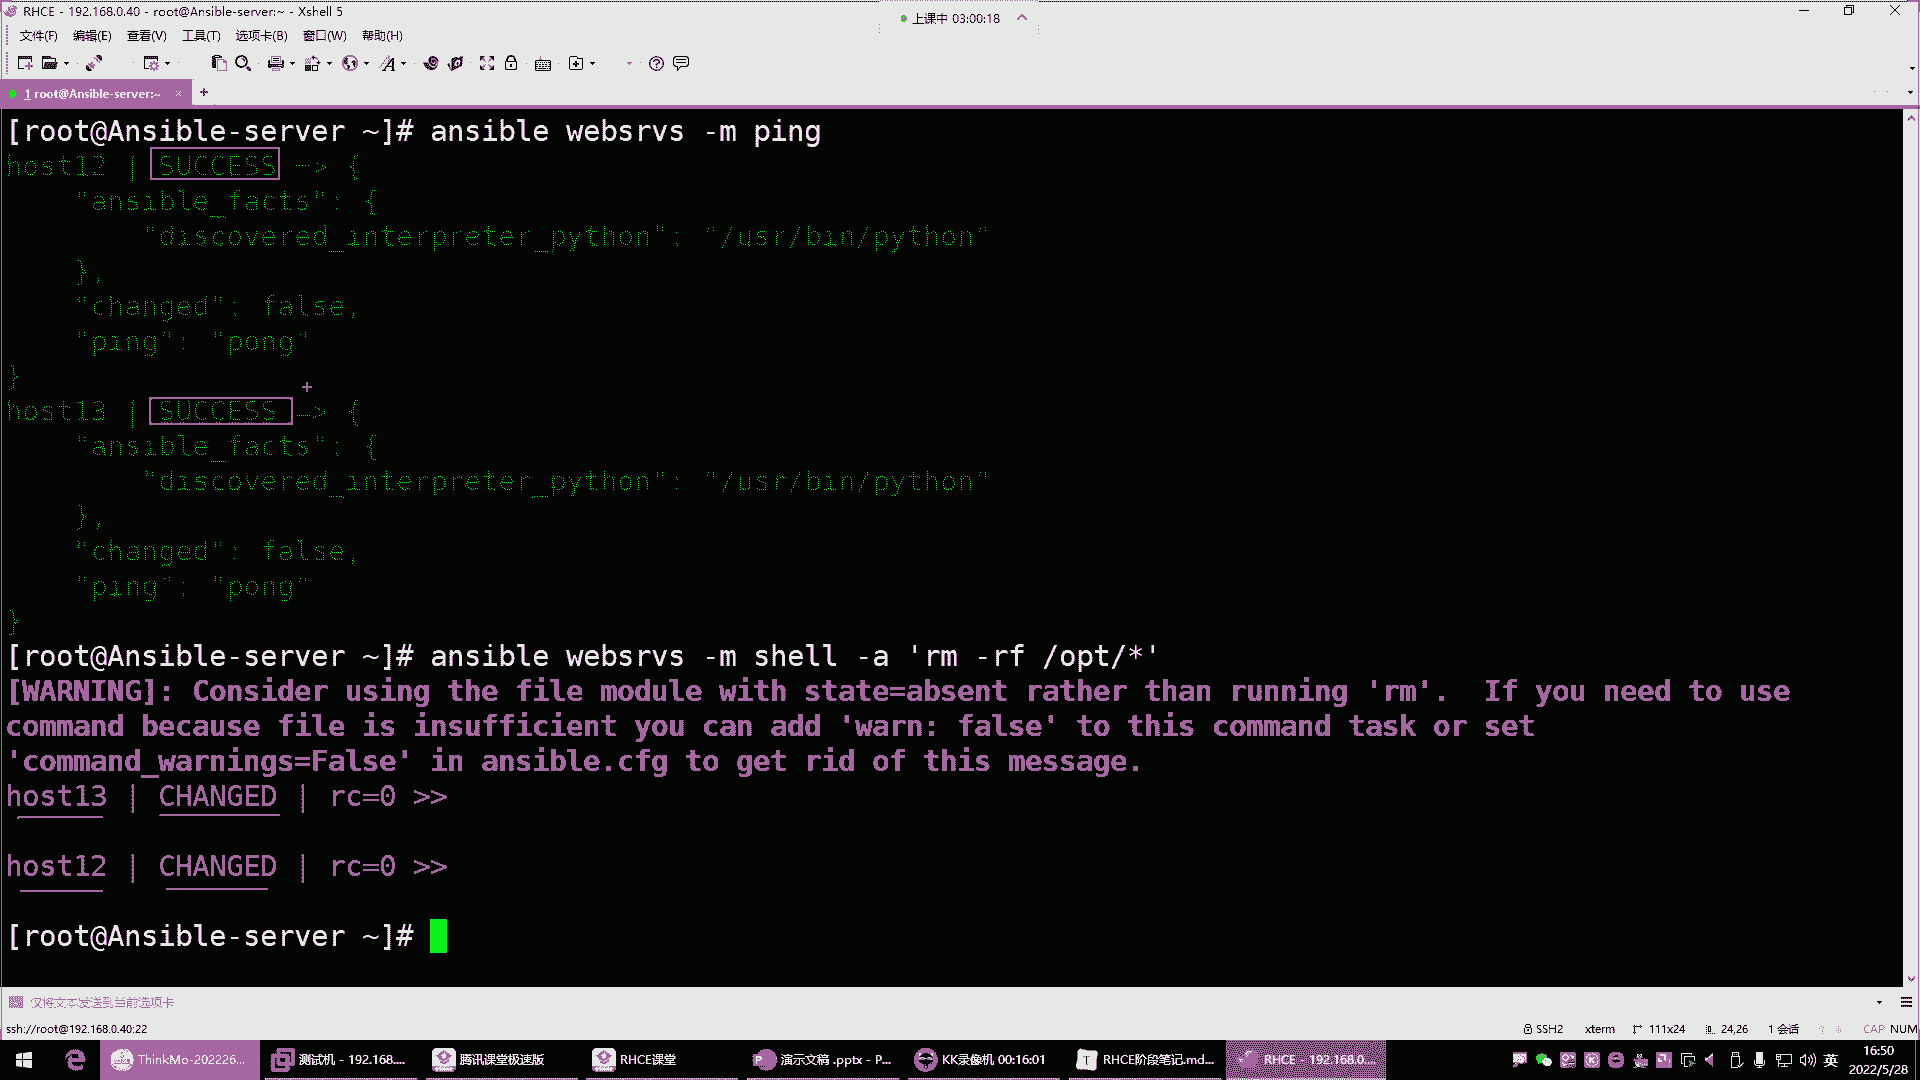 RHCE - 192.168.0.40 - root@Ansible-server:~ - Xshell 5
上课中 03:00:18
文件(F) 编辑(E) 查看(V) 工具(T) 选项卡(B) 窗口(W) 帮助(H)
1 root@Ansible-server:~ × +
[root@Ansible-server ~]# ansible websrvs -m ping
host12 | SUCCESS => {
    "ansible_facts": {
        "discovered_interpreter_python": "/usr/bin/python"
    },
    "changed": false,
    "ping": "pong"
}
host13 | SUCCESS => {
    "ansible_facts": {
        "discovered_interpreter_python": "/usr/bin/python"
    },
    "changed": false,
    "ping": "pong"
}
[root@Ansible-server ~]# ansible websrvs -m shell -a 'rm -rf /opt/*'
[WARNING]: Consider using the file module with state=absent rather than running 'rm'.  If you need to use
command because file is insufficient you can add 'warn: false' to this command task or set
'command_warnings=False' in ansible.cfg to get rid of this message.
host13 | CHANGED | rc=0 >>
host12 | CHANGED | rc=0 >>
[root@Ansible-server ~]#
仅将文本发送到当前选项卡
ssh://root@192.168.0.40:22 SSH2 xterm 111x24 24,26 1 会话 CAP NUM
ThinkMo-202226... 测试机 - 192.168.... 腾讯课堂极速版 RHCE课堂 演示文稿 .pptx - P... KK录像机 00:16:01 RHCE阶段笔记.md... RHCE - 192.168.0... 英 16:50
2022/5/28